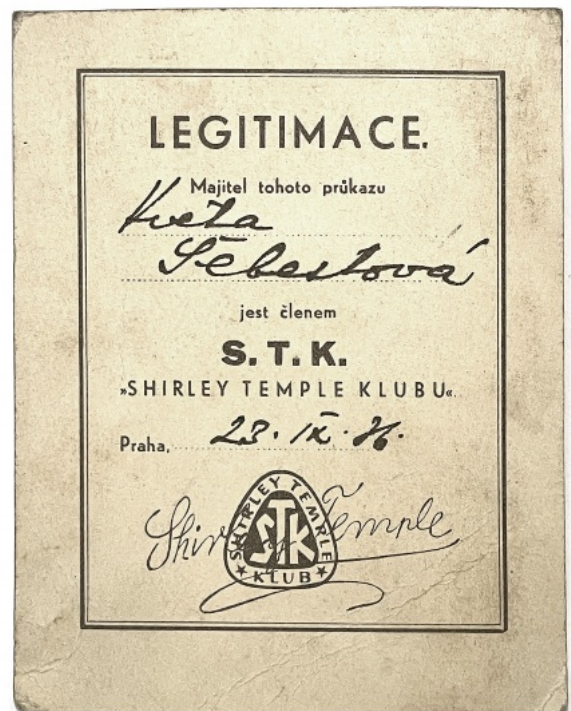 LEGITIMACE.
Majitel tohoto průkazu
Květa
Šebestová
jest členem
S. T. K.
»SHIRLEY TEMPLE KLUBU«.
Praha, 23. IX. 36.
Shirley Temple
SHIRLEY TEMPLE
STK
★ KLUB ★